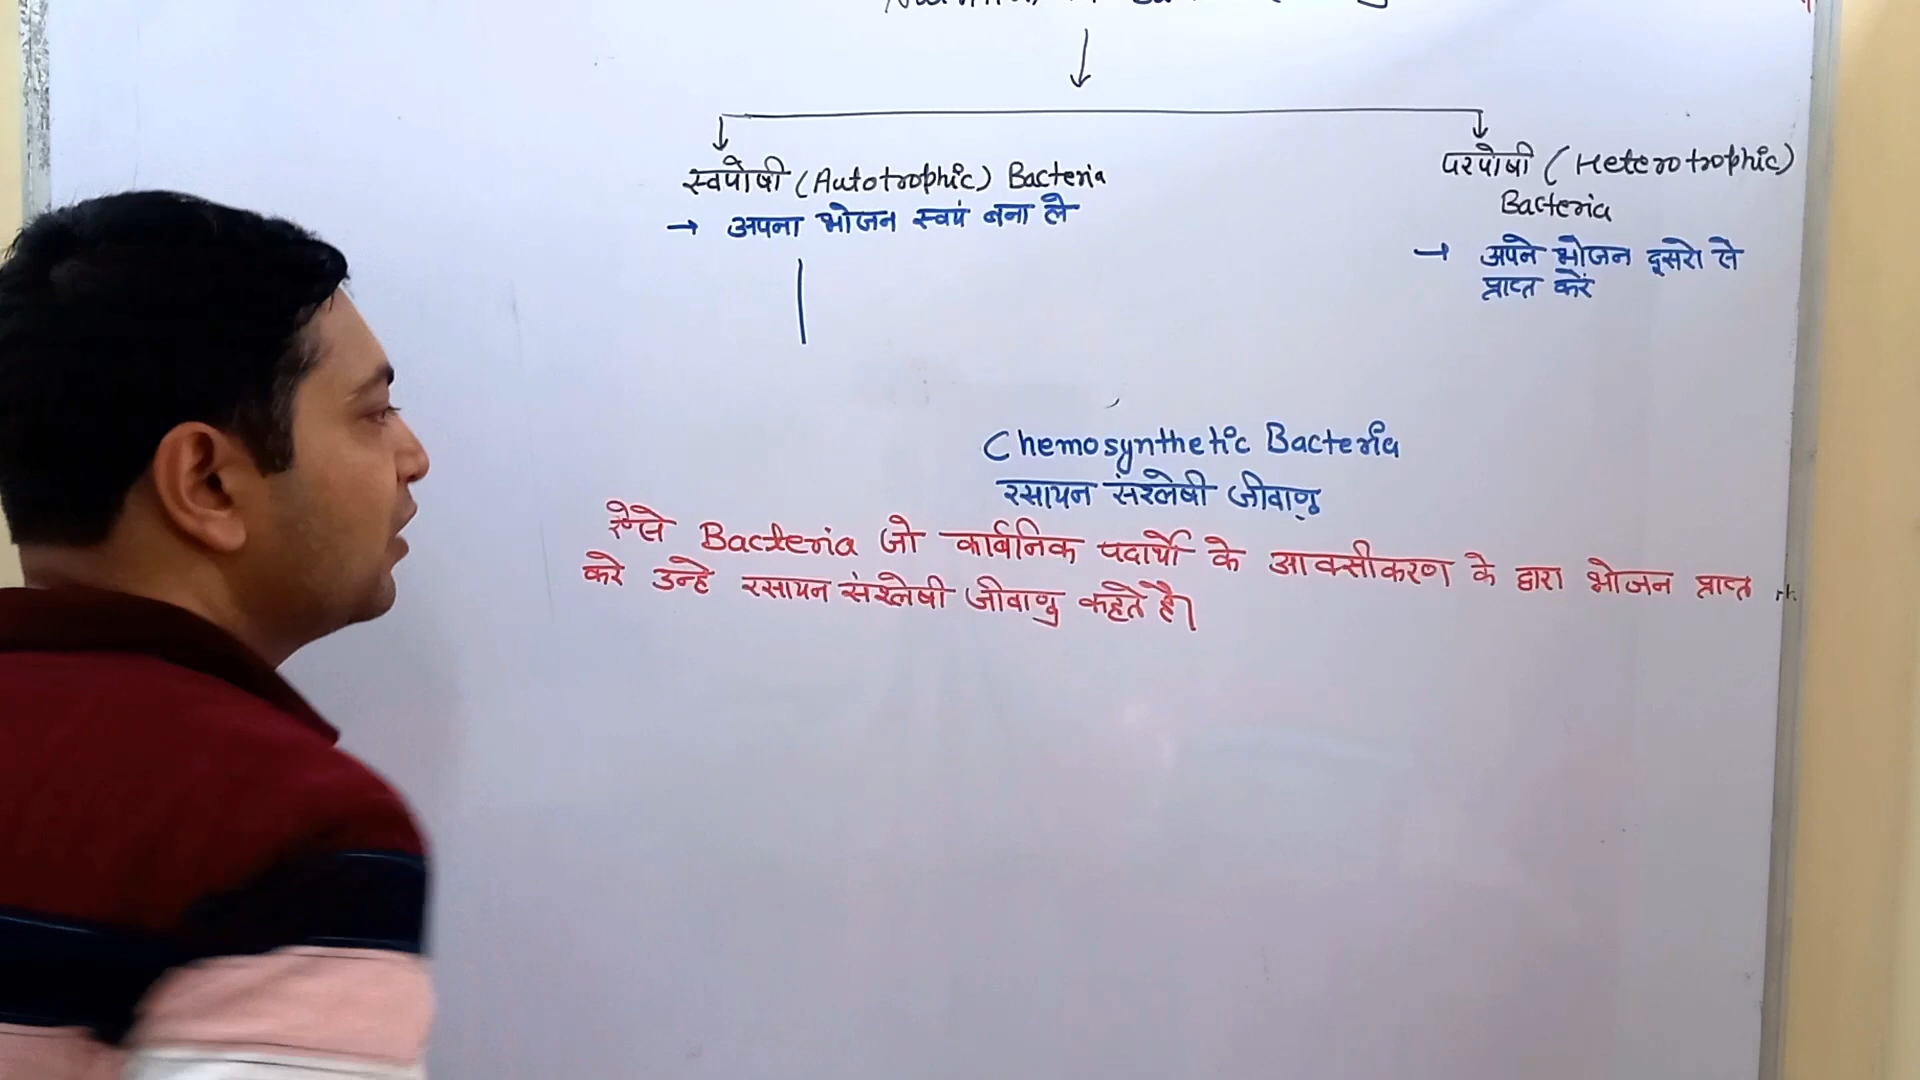 स्वपोषी (Autotrophic) Bacteria
→ अपना भोजन स्वयं बना ले
परपोषी (Heterotrophic)
Bacteria
→ अपने भोजन दूसरो से
प्राप्त करें
Chemosynthetic Bacteria
रसायन संश्लेषी जीवाणु
ऐसे Bacteria जो कार्बनिक पदार्थो के आक्सीकरण के द्वारा भोजन प्राप्त
करे उन्हे रसायन संश्लेषी जीवाणु कहते है।